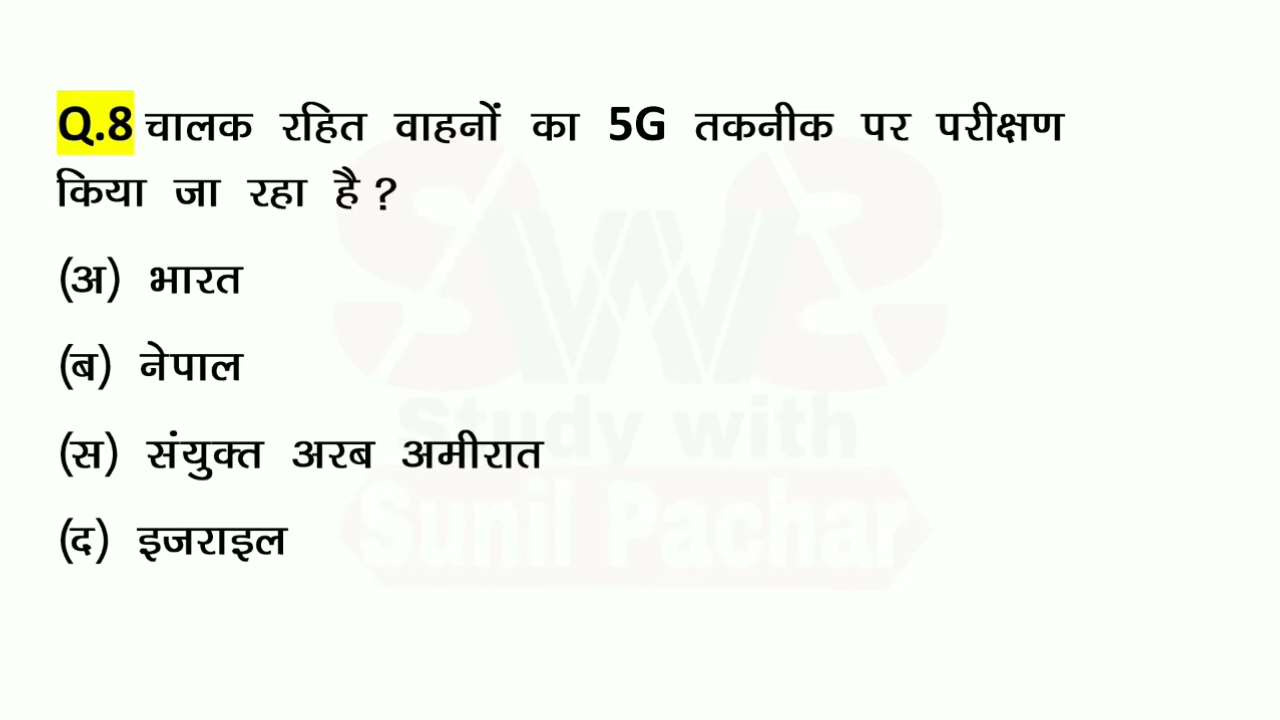 Q.8 चालक रहित वाहनों का 5G तकनीक पर परीक्षण
किया जा रहा है ?
(अ) भारत
(ब) नेपाल
(स) संयुक्त अरब अमीरात
(द) इजराइल
SWS
Study with
Sunil Pachar